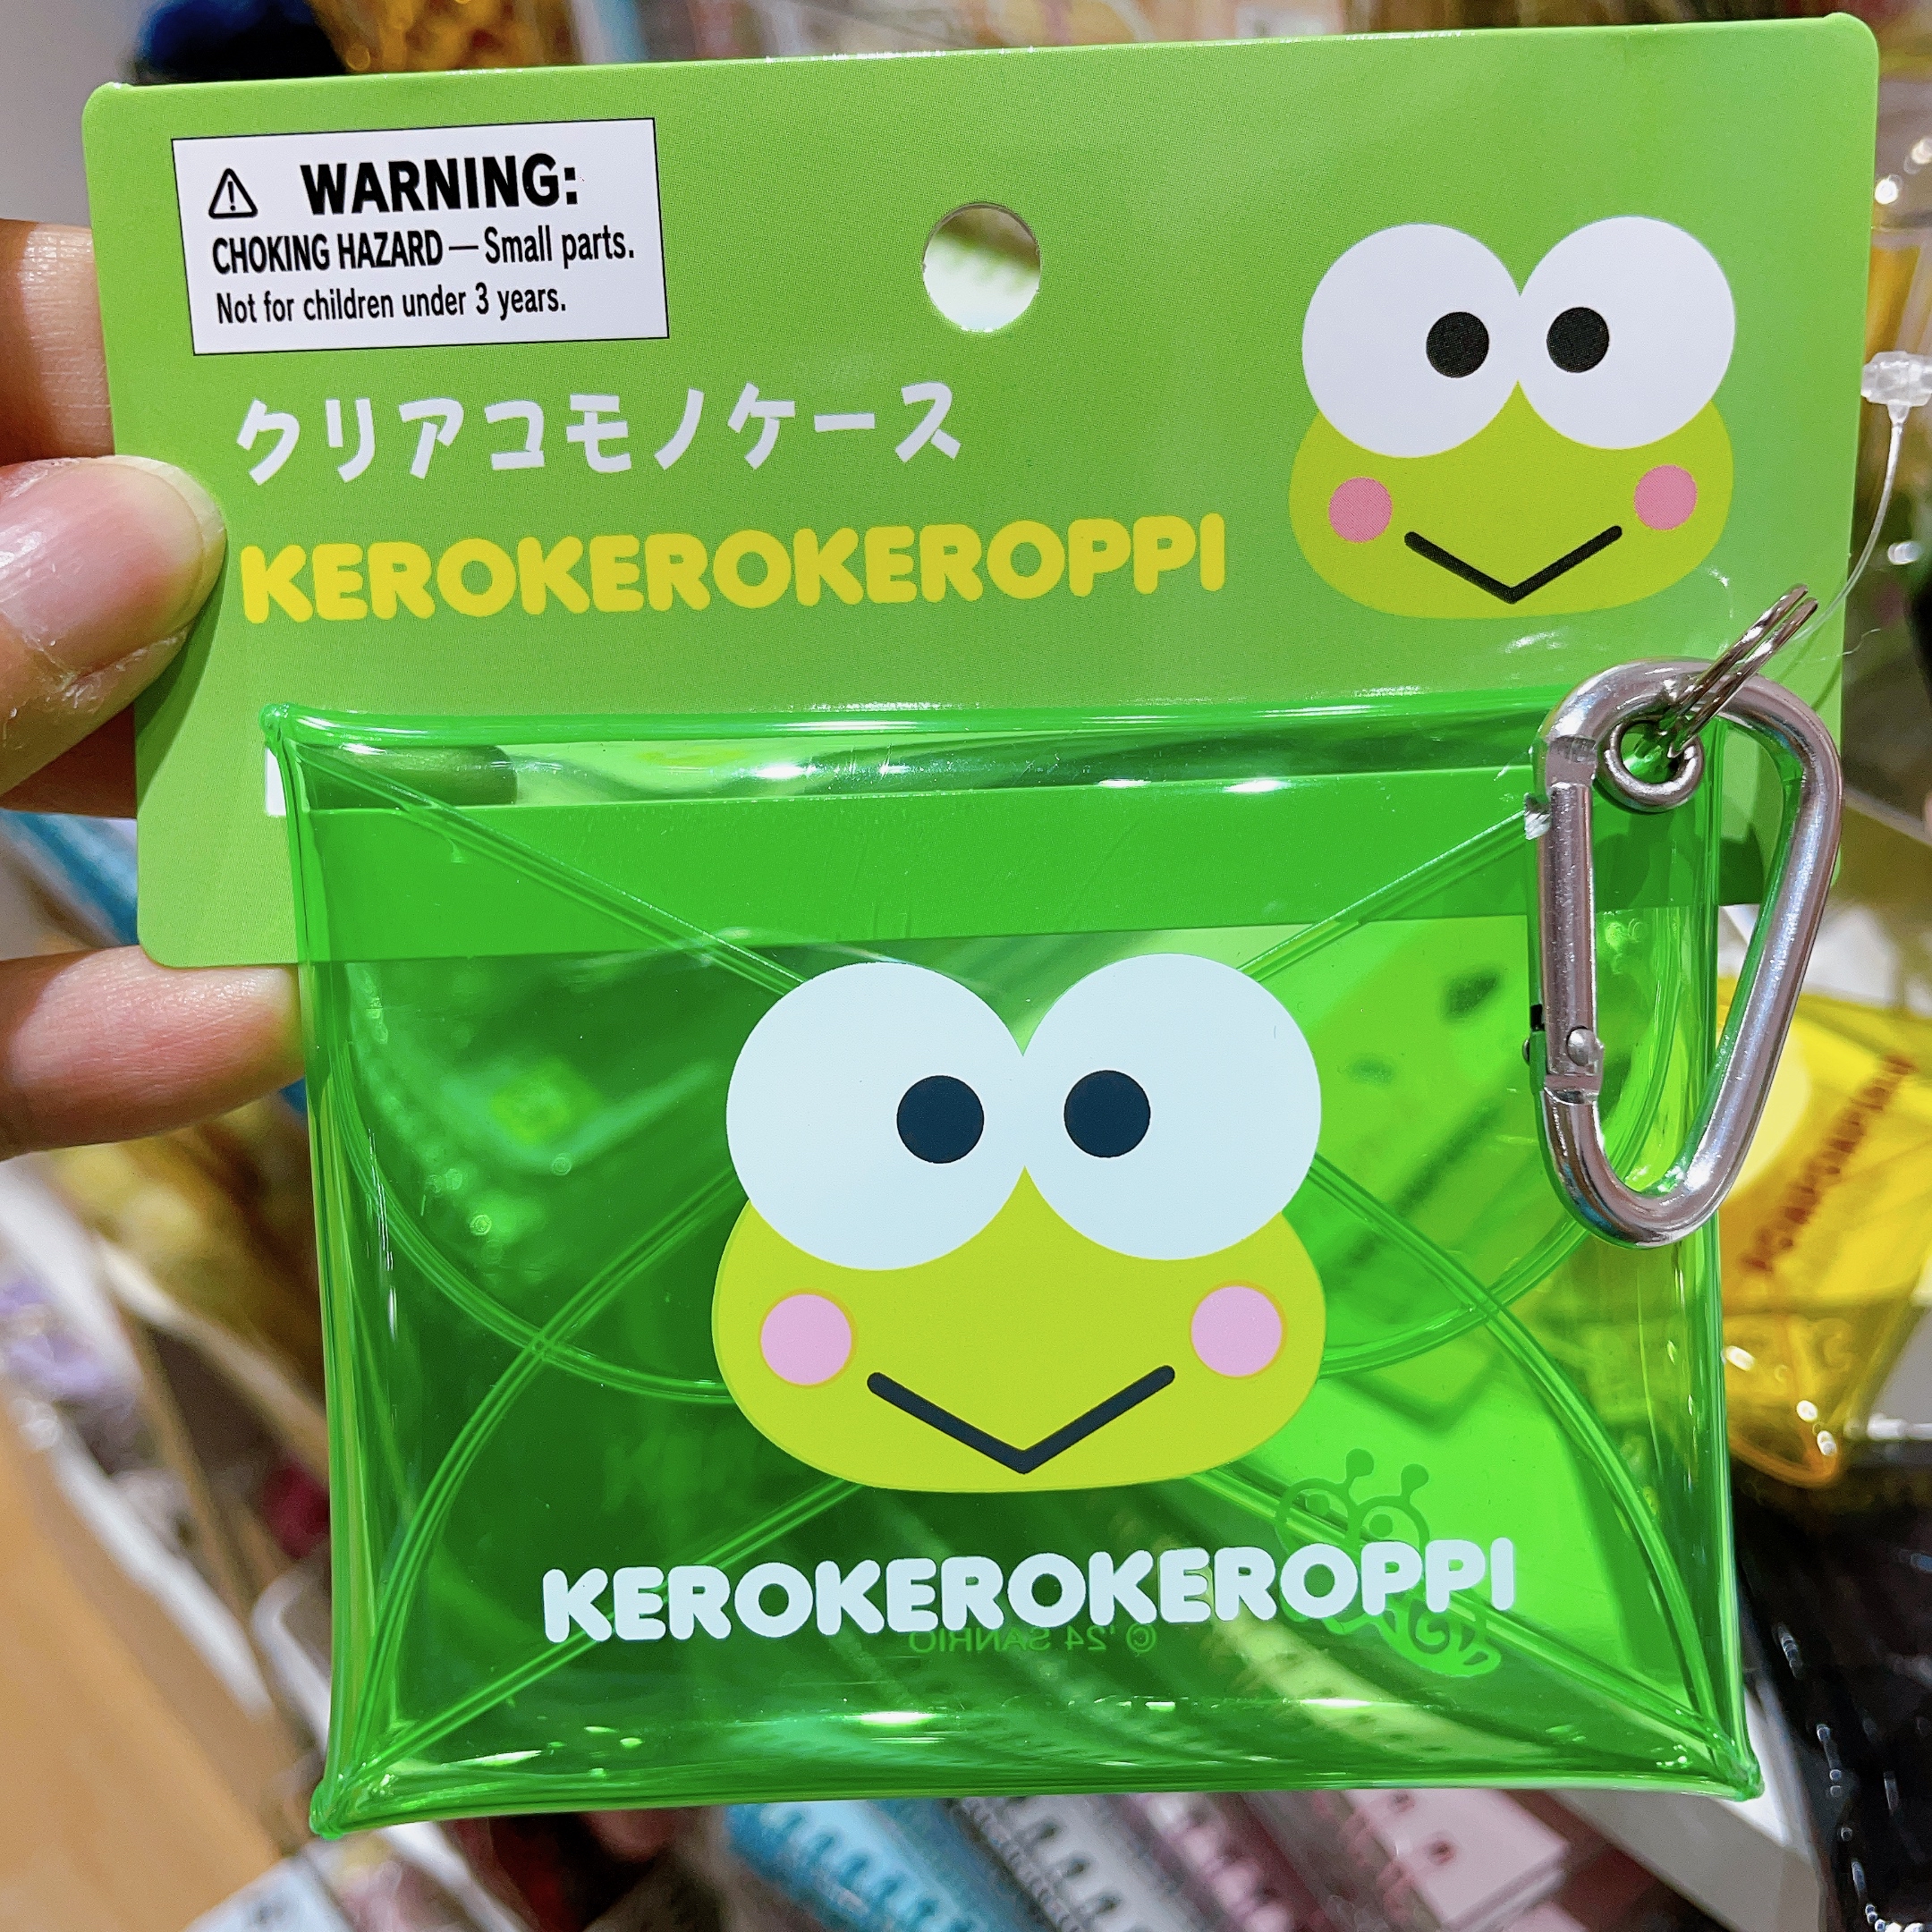 WARNING:
CHOKING HAZARD — Small parts.
Not for children under 3 years.
クリアコモノケース
KEROKEROKEROPPI
KEROKEROKEROPPI
© '24 SANRIO